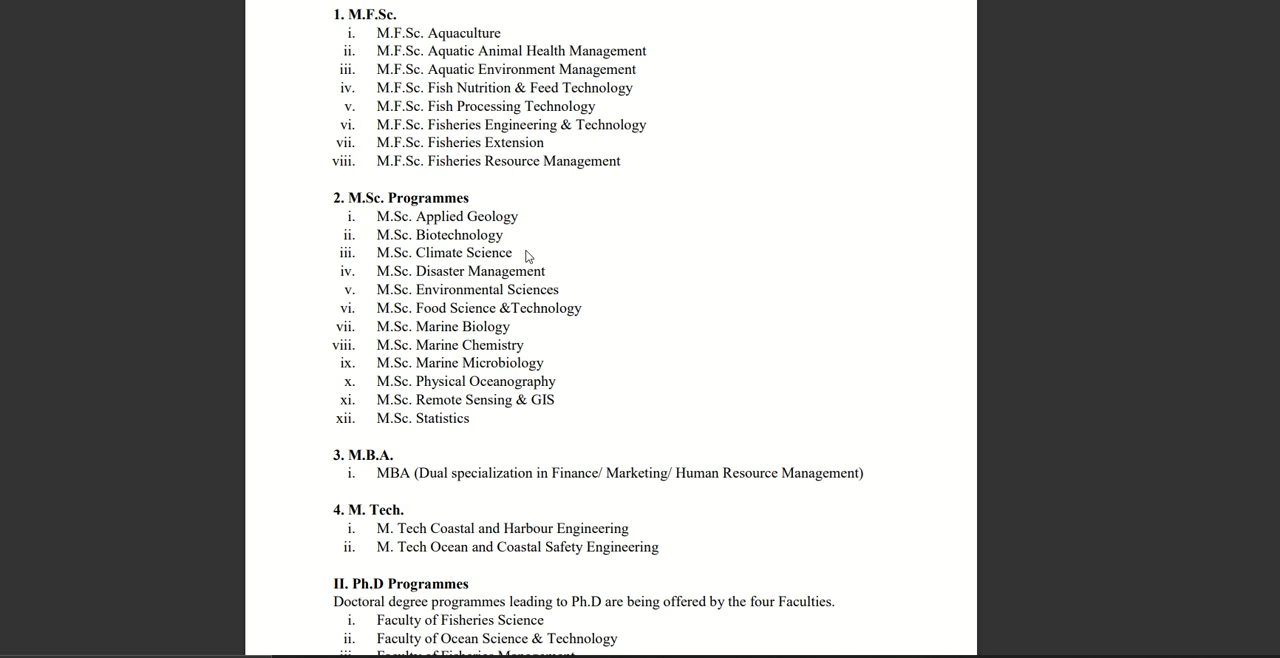 1. M.F.Sc.
i. M.F.Sc. Aquaculture
ii. M.F.Sc. Aquatic Animal Health Management
iii. M.F.Sc. Aquatic Environment Management
iv. M.F.Sc. Fish Nutrition & Feed Technology
v. M.F.Sc. Fish Processing Technology
vi. M.F.Sc. Fisheries Engineering & Technology
vii. M.F.Sc. Fisheries Extension
viii. M.F.Sc. Fisheries Resource Management
2. M.Sc. Programmes
i. M.Sc. Applied Geology
ii. M.Sc. Biotechnology
iii. M.Sc. Climate Science
iv. M.Sc. Disaster Management
v. M.Sc. Environmental Sciences
vi. M.Sc. Food Science &Technology
vii. M.Sc. Marine Biology
viii. M.Sc. Marine Chemistry
ix. M.Sc. Marine Microbiology
x. M.Sc. Physical Oceanography
xi. M.Sc. Remote Sensing & GIS
xii. M.Sc. Statistics
3. M.B.A.
i. MBA (Dual specialization in Finance/ Marketing/ Human Resource Management)
4. M. Tech.
i. M. Tech Coastal and Harbour Engineering
ii. M. Tech Ocean and Coastal Safety Engineering
II. Ph.D Programmes
Doctoral degree programmes leading to Ph.D are being offered by the four Faculties.
i. Faculty of Fisheries Science
ii. Faculty of Ocean Science & Technology
iii. Faculty of Fisheries Management